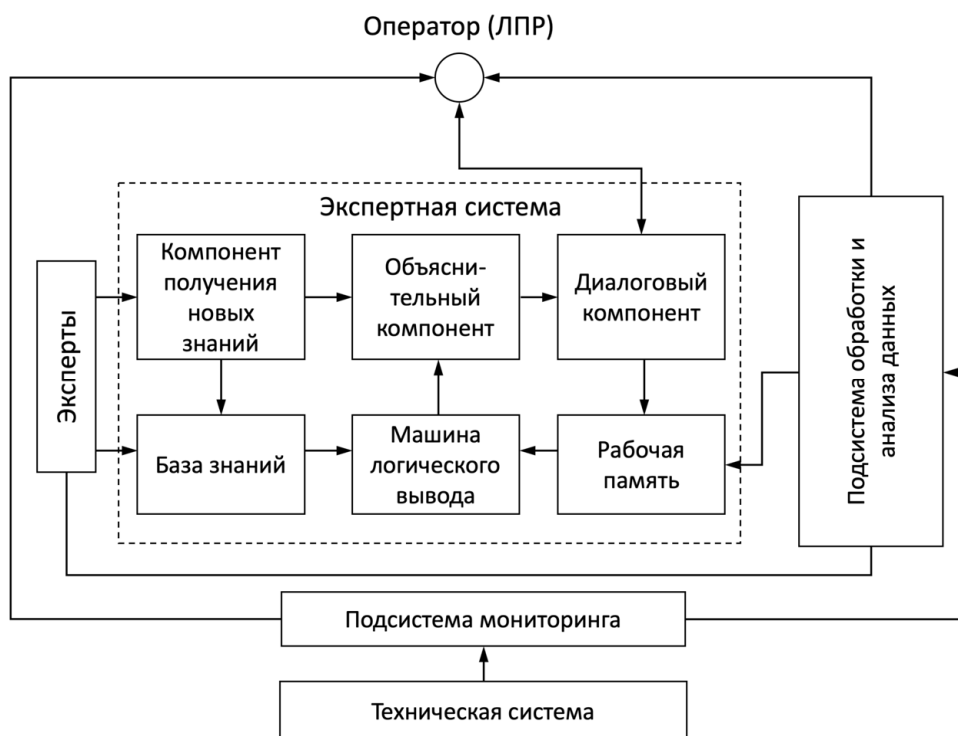 Оператор (ЛПР)
Экспертная система
Компонент
получения
новых
знаний
Объясни-
тельный
компонент
Диалоговый
компонент
Эксперты
База знаний
Машина
логического
вывода
Рабочая
память
Подсистема обработки и
анализа данных
Подсистема мониторинга
Техническая система